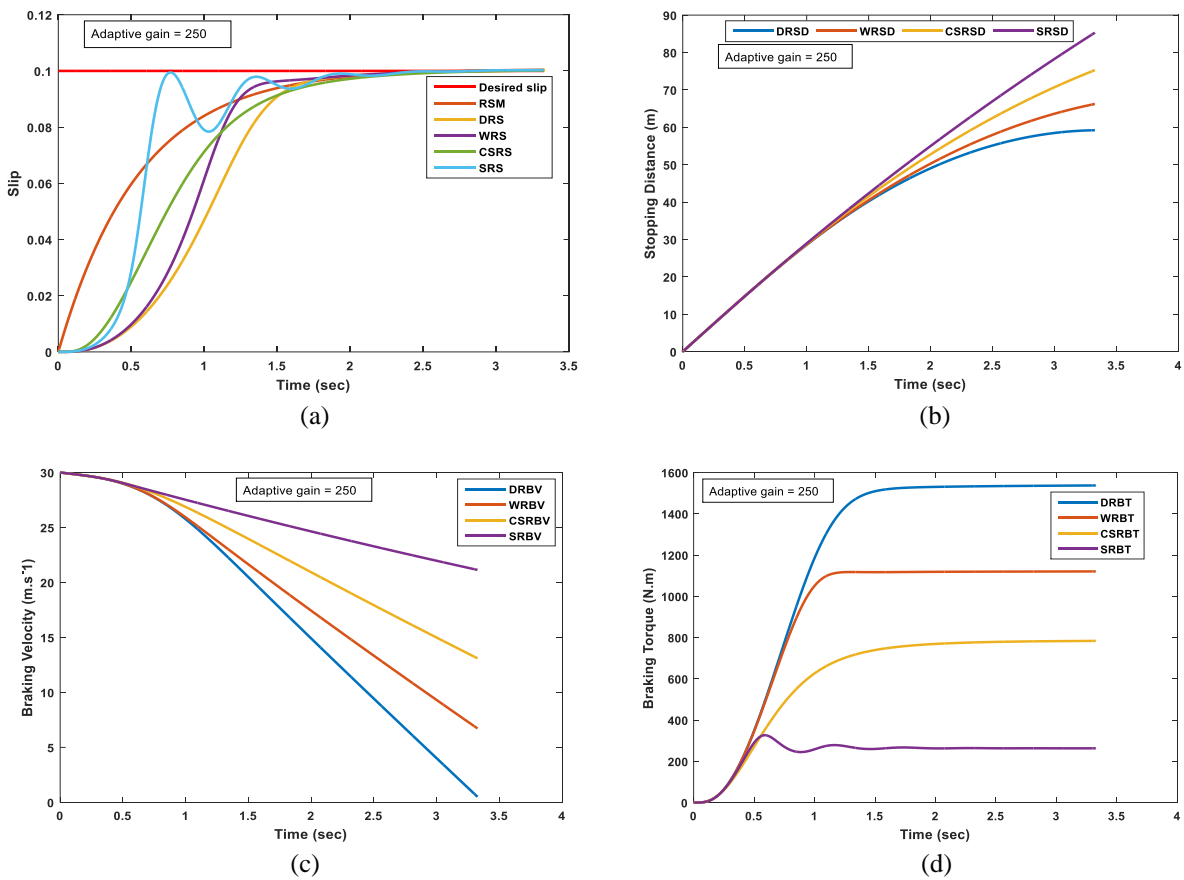 0.12
0.1
0.08
0.06
0.04
0.02
0
Slip
Adaptive gain = 250
Desired slip
RSM
DRS
WRS
CSRS
SRS
0 0.5 1 1.5 2 2.5 3 3.5
Time (sec)
(a)
90
80
70
60
50
40
30
20
10
0
Stopping Distance (m)
DRSD WRSD CSRSD SRSD
Adaptive gain = 250
0 0.5 1 1.5 2 2.5 3 3.5 4
Time (sec)
(b)
30
25
20
15
10
5
0
Braking Velocity (m.s-1)
Adaptive gain = 250
DRBV
WRBV
CSRBV
SRBV
0 0.5 1 1.5 2 2.5 3 3.5 4
Time (sec)
(c)
1600
1400
1200
1000
800
600
400
200
0
Braking Torque (N.m)
Adaptive gain = 250
DRBT
WRBT
CSRBT
SRBT
0 0.5 1 1.5 2 2.5 3 3.5 4
Time (sec)
(d)